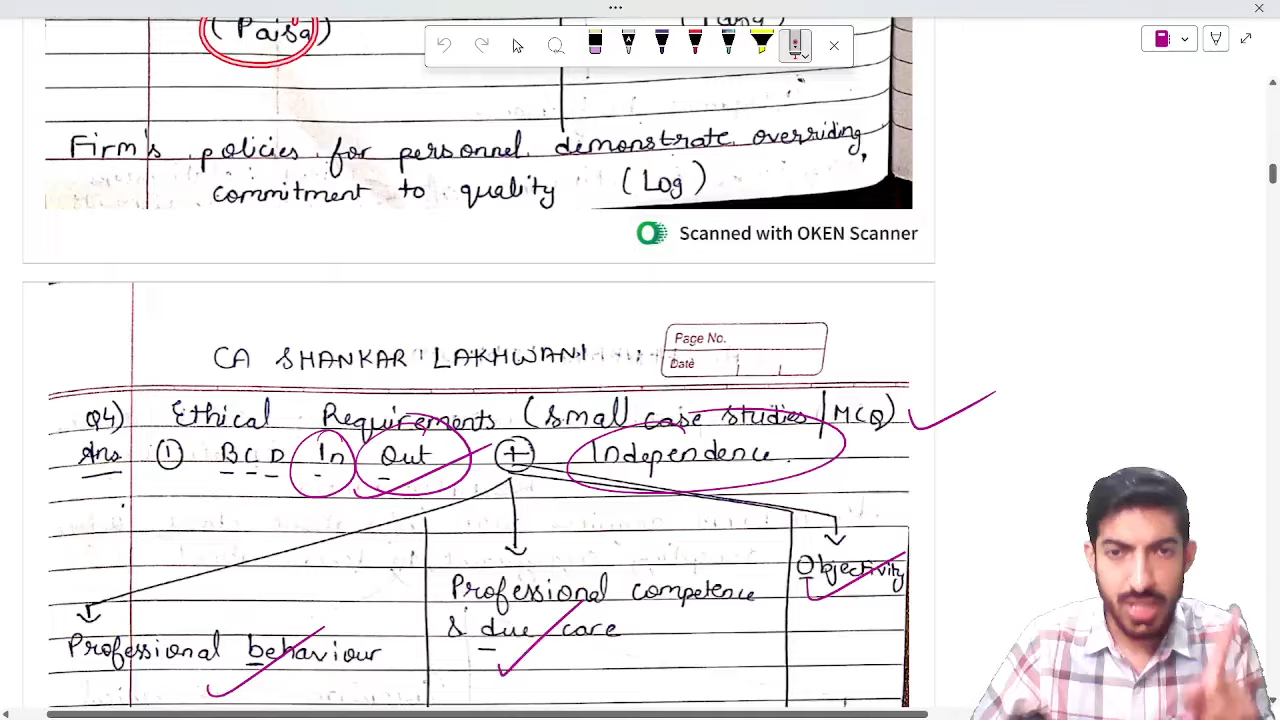 (Paisa)
Firm's policies for personnel demonstrate overriding,
commitment to quality (Log)
Scanned with OKEN Scanner
CA SHANKAR LAKHWANI
Page No.
Date
Q4) Ethical Requirements (small case studies / MCQ)
Ans ① B C D In Out + Independence.
Objectivity
Professional competence
& due care
Professional behaviour